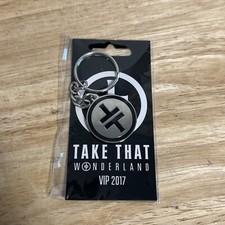 TAKE THAT
WONDERLAND
VIP 2017